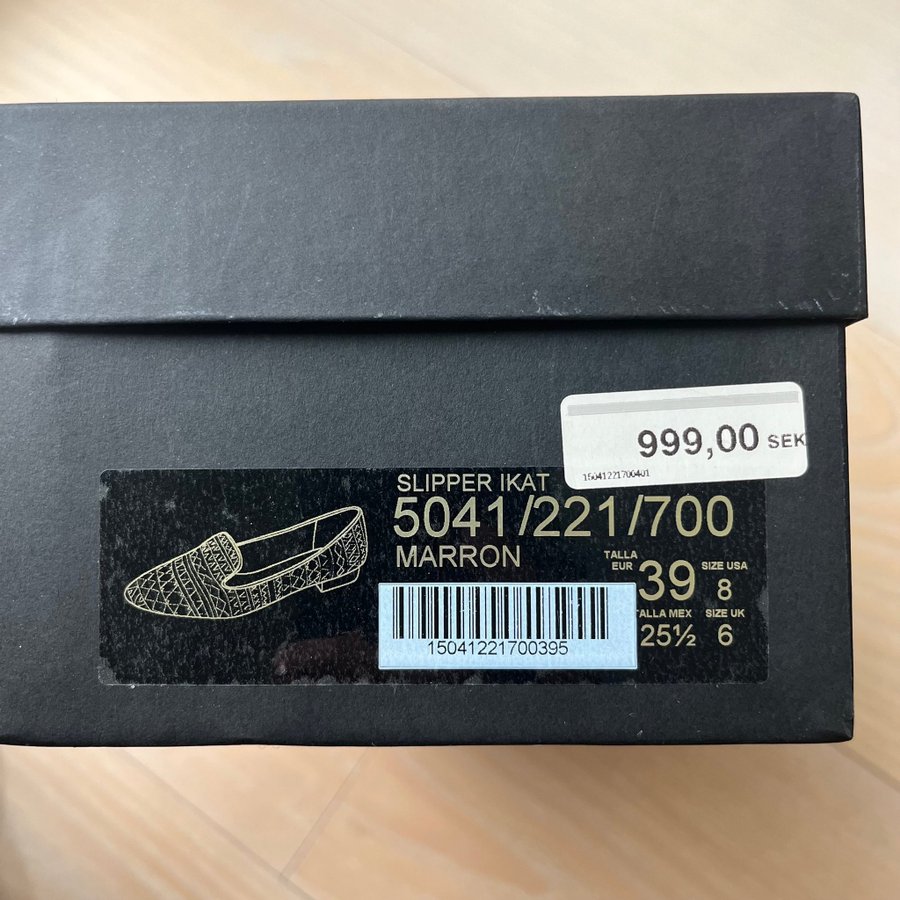 999,00 SEK
15041221700401
SLIPPER IKAT
5041/221/700
MARRON
TALLA EUR 39 SIZE USA 8
TALLA MEX 25½ SIZE UK 6
15041221700395